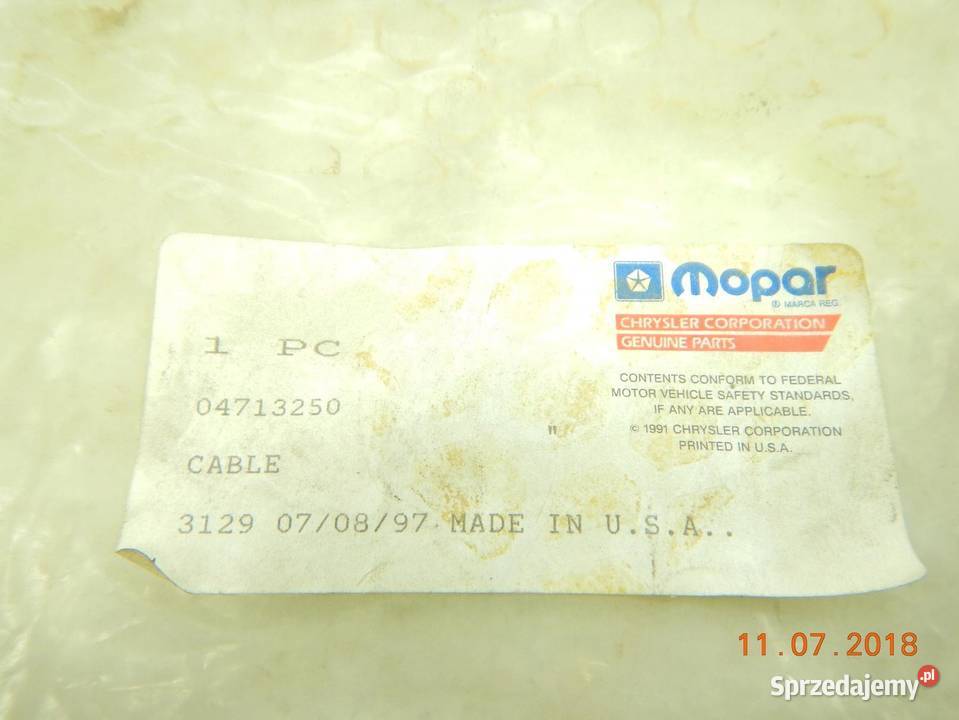 1 PC
04713250
"
CABLE
3129 07/08/97 MADE IN U.S.A..
Mopar
® MARCA REG.
CHRYSLER CORPORATION
GENUINE PARTS
CONTENTS CONFORM TO FEDERAL
MOTOR VEHICLE SAFETY STANDARDS,
IF ANY ARE APPLICABLE.
© 1991 CHRYSLER CORPORATION
PRINTED IN U.S.A.
11.07.2018
Sprzedajemy.pl